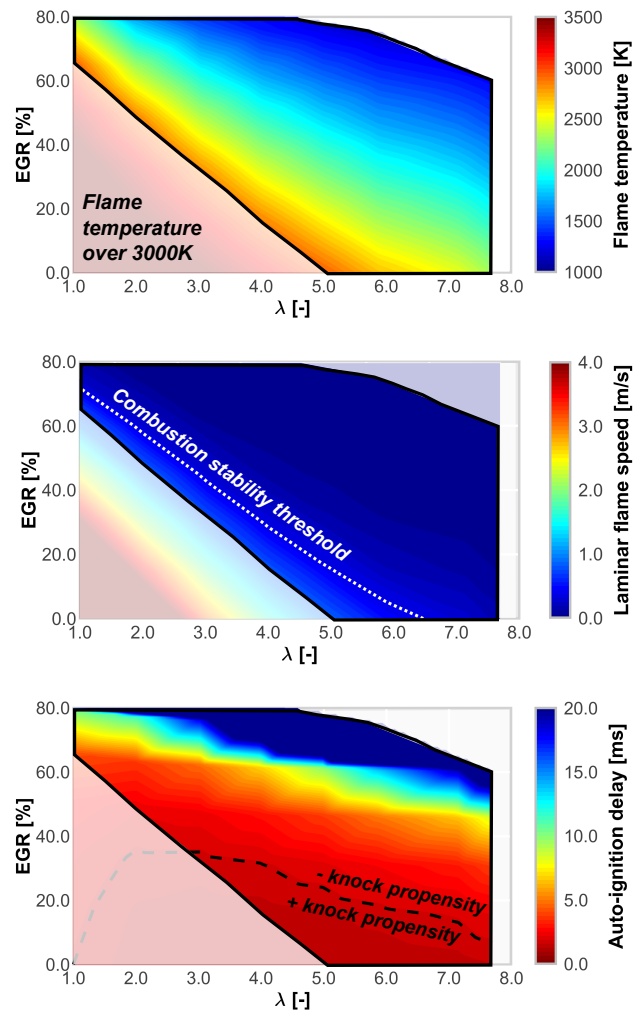 80.0
60.0
40.0
20.0
0.0
EGR [%]
Flame
temperature
over 3000K
1.0 2.0 3.0 4.0 5.0 6.0 7.0 8.0
λ [-]
3500
3000
2500
2000
1500
1000
Flame temperature [K]
80.0
60.0
40.0
20.0
0.0
EGR [%]
Combustion stability threshold
1.0 2.0 3.0 4.0 5.0 6.0 7.0 8.0
λ [-]
4.0
3.0
2.0
1.0
0.0
Laminar flame speed [m/s]
80.0
60.0
40.0
20.0
0.0
EGR [%]
- knock propensity
+ knock propensity
1.0 2.0 3.0 4.0 5.0 6.0 7.0 8.0
λ [-]
20.0
15.0
10.0
5.0
0.0
Auto-ignition delay [ms]